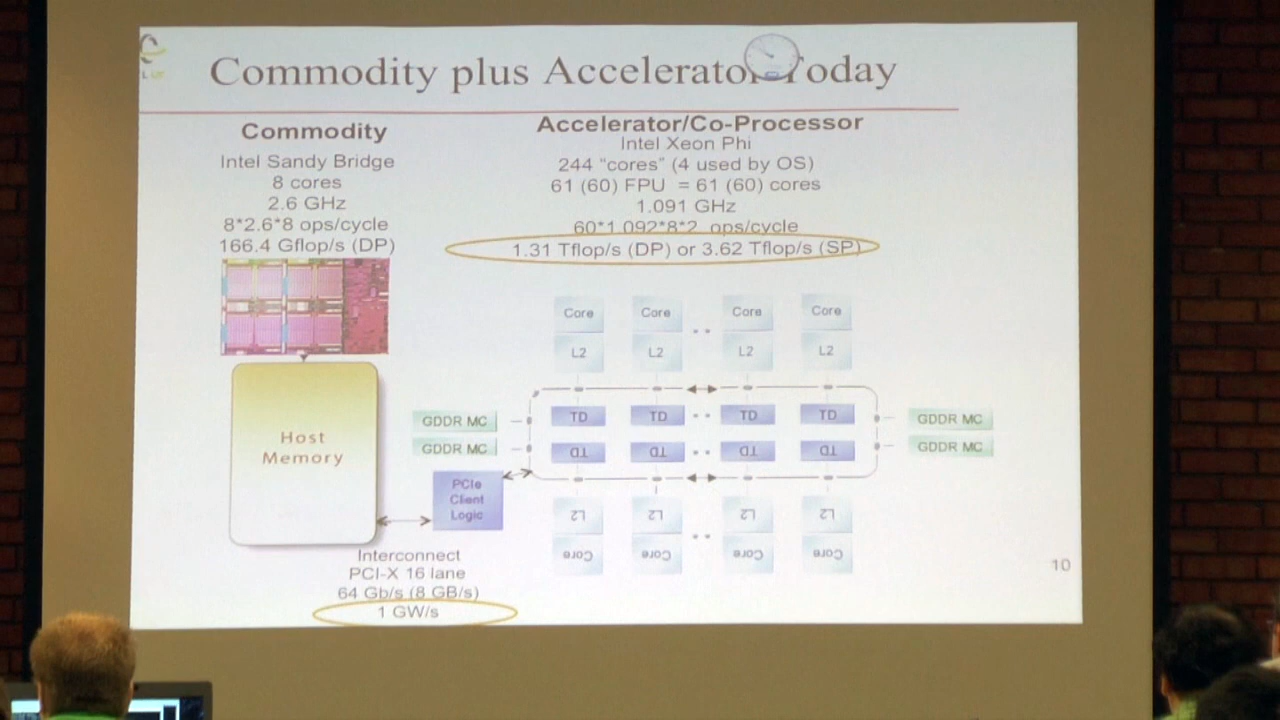 Commodity plus Accelerator Today
Commodity
Intel Sandy Bridge
8 cores
2.6 GHz
8*2.6*8 ops/cycle
166.4 Gflop/s (DP)
Accelerator/Co-Processor
Intel Xeon Phi
244 “cores” (4 used by OS)
61 (60) FPU = 61 (60) cores
1.091 GHz
60*1.092*8*2 ops/cycle
1.31 Tflop/s (DP) or 3.62 Tflop/s (SP)
Core Core Core Core
L2 L2 L2 L2
GDDR MC TD TD TD TD GDDR MC
GDDR MC TD TD TD TD GDDR MC
Host
Memory
PCIe
Client
Logic
L2 L2 L2 L2
Core Core Core Core
Interconnect
PCI-X 16 lane
64 Gb/s (8 GB/s)
1 GW/s
10